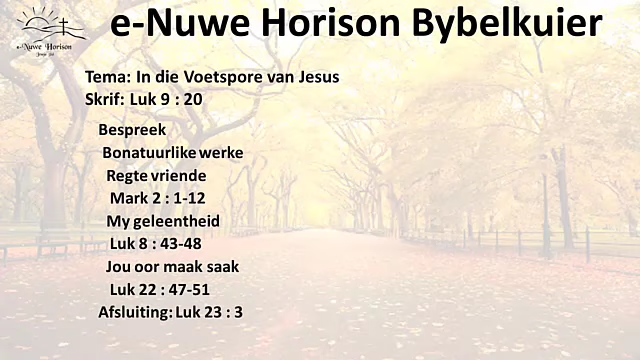 e-Nuwe Horison Bybelkuier
e-Nuwe Horison
Tema: In die Voetspore van Jesus
Skrif: Luk 9 : 20
Bespreek
Bonatuurlike werke
Regte vriende
Mark 2 : 1-12
My geleentheid
Luk 8 : 43-48
Jou oor maak saak
Luk 22 : 47-51
Afsluiting: Luk 23 : 3